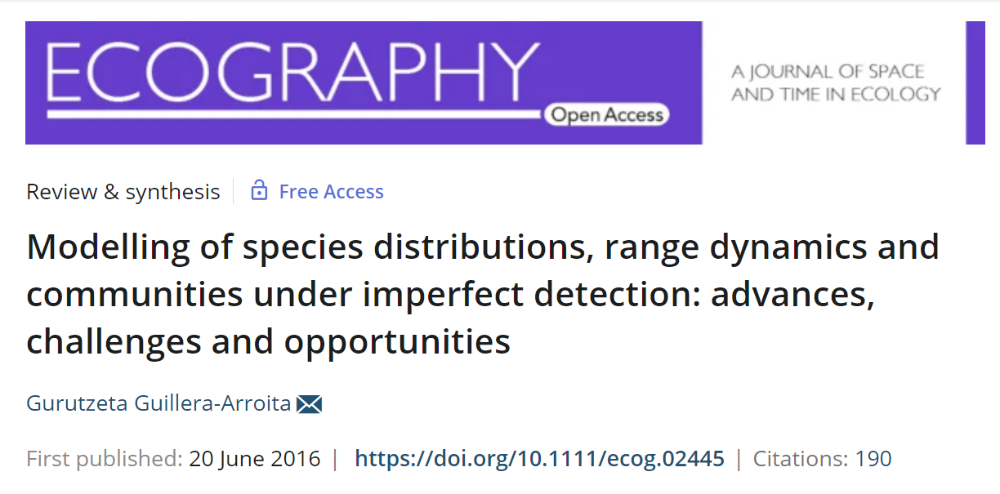 ECOGRAPHY
Open Access
A JOURNAL OF SPACE
AND TIME IN ECOLOGY
Review & synthesis
Free Access
Modelling of species distributions, range dynamics and
communities under imperfect detection: advances,
challenges and opportunities
Gurutzeta Guillera-Arroita
First published: 20 June 2016 | https://doi.org/10.1111/ecog.02445 | Citations: 190